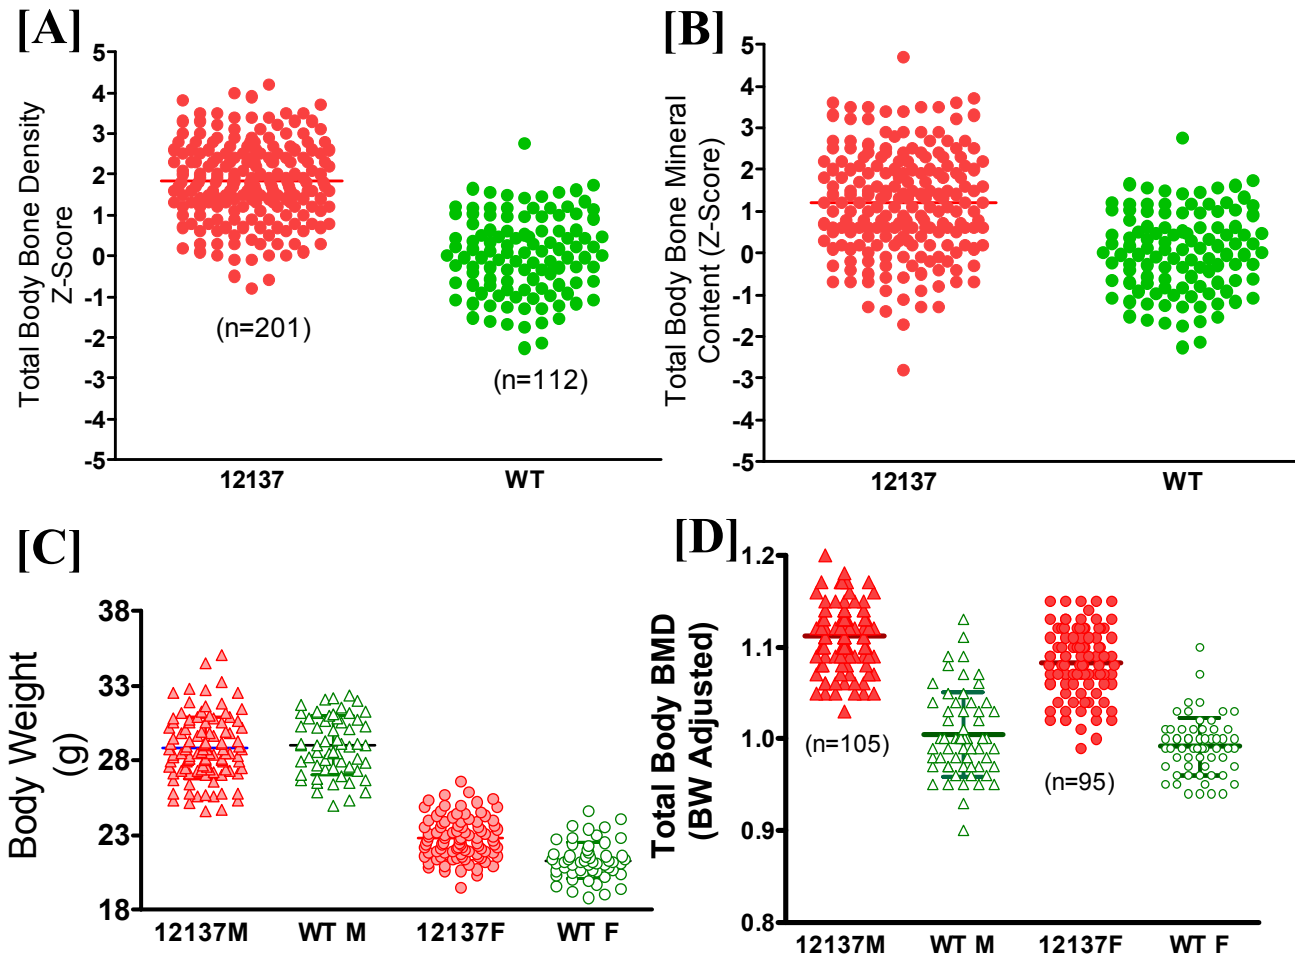 [A]
Total Body Bone Density
Z-Score
5
4
3
2
1
0
-1
-2
-3
-4
-5
(n=201)
(n=112)
12137
WT
[B]
Total Body Bone Mineral
Content (Z-Score)
5
4
3
2
1
0
-1
-2
-3
-4
-5
12137
WT
[C]
Body Weight
(g)
38
33
28
23
18
12137M
WT M
12137F
WT F
[D]
Total Body BMD
(BW Adjusted)
1.2
1.1
1.0
0.9
0.8
(n=105)
(n=95)
12137M
WT M
12137F
WT F